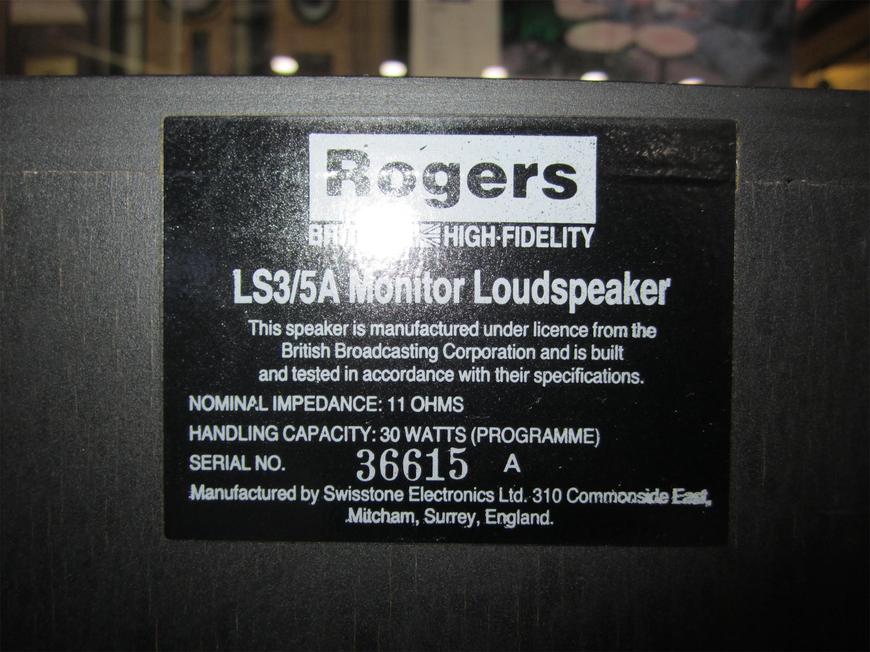 Rogers
HIGH-FIDELITY
LS3/5A Monitor Loudspeaker
This speaker is manufactured under licence from the
British Broadcasting Corporation and is built
and tested in accordance with their specifications.
NOMINAL IMPEDANCE: 11 OHMS
HANDLING CAPACITY: 30 WATTS (PROGRAMME)
SERIAL NO. 36615 A
Manufactured by Swisstone Electronics Ltd. 310 Commonside East,
Mitcham, Surrey, England.